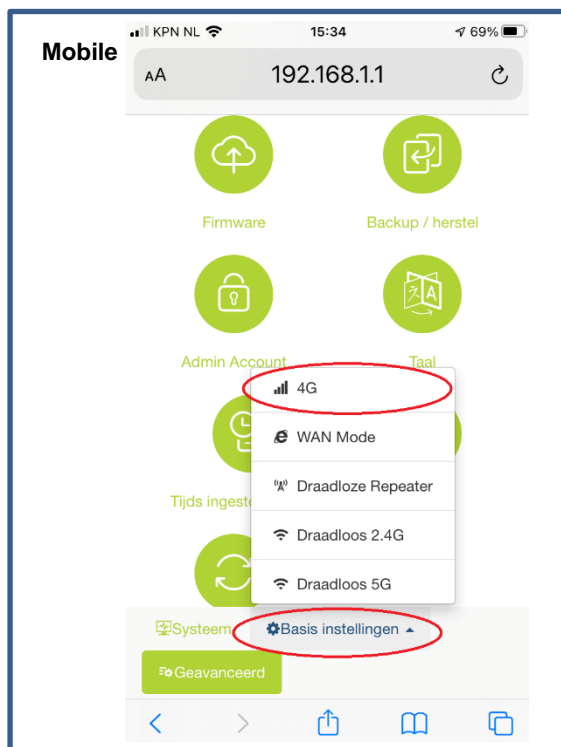 Mobile
KPN NL 15:34 69%
AA 192.168.1.1
Firmware Backup / herstel
Admin Account Taal
4G
WAN Mode
Draadloze Repeater
Tijds ingeste
Draadloos 2.4G
Draadloos 5G
Systeem Basis instellingen
Geavanceerd